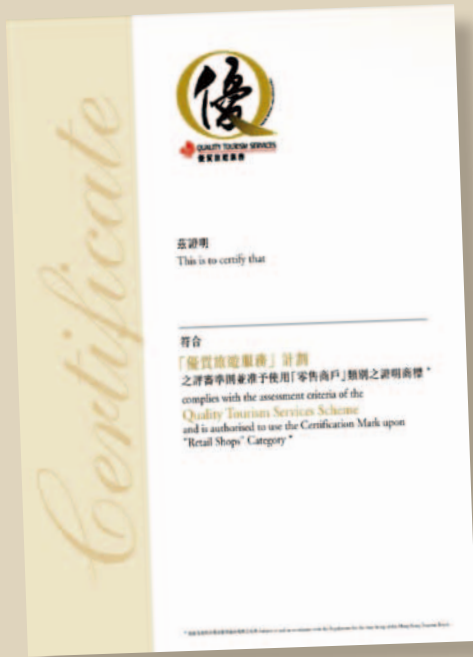 Certificate
優
QUALITY TOURISM SERVICES
優質旅遊服務
茲證明
This is to certify that
符合
「優質旅遊服務」計劃
之評審準則並准予使用「零售商戶」類別之證明商標 *
complies with the assessment criteria of the
Quality Tourism Services Scheme
and is authorised to use the Certification Mark upon
"Retail Shops" Category *